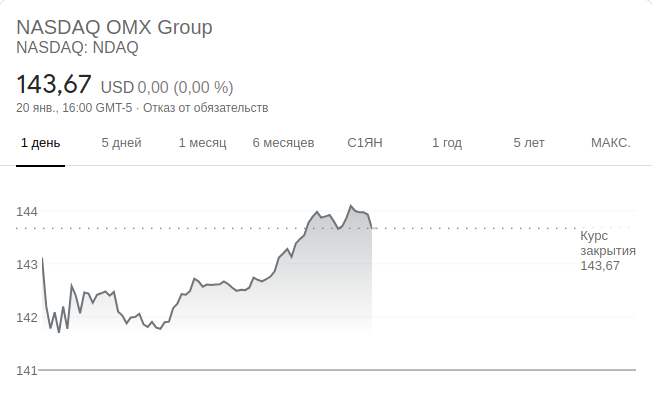 NASDAQ OMX Group
NASDAQ: NDAQ
143,67 USD 0,00 (0,00 %)
20 янв., 16:00 GMT-5 · Отказ от обязательств
1 день 5 дней 1 месяц 6 месяцев С1ЯН 1 год 5 лет МАКС.
144
Курс
закрытия
143,67
143
142
141